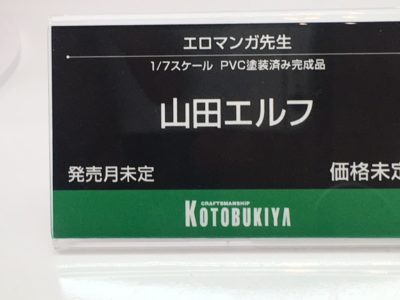 エロマンガ先生
1/7スケール PVC塗装済み完成品
山田エルフ
発売月未定 価格未定
CRAFTSMANSHIP
KOTOBUKIYA